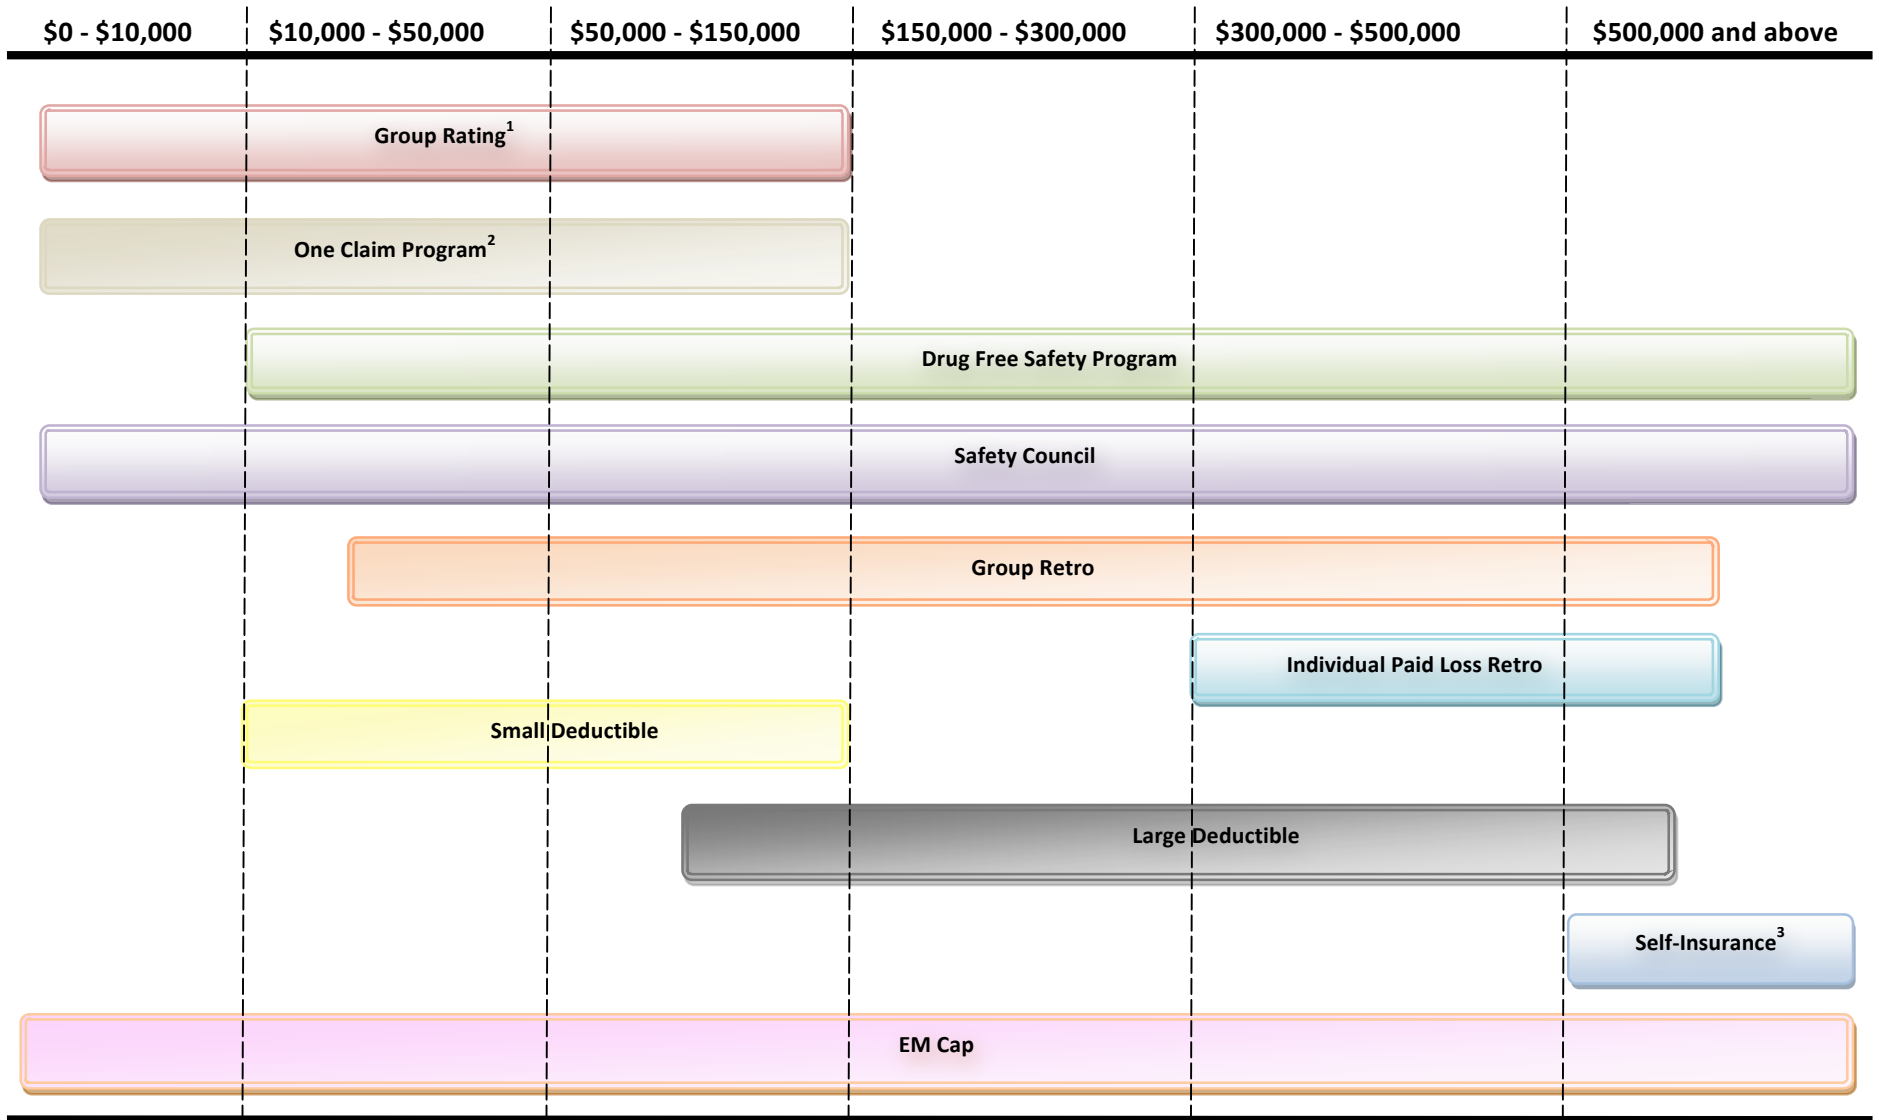 $0 - $10,000 $10,000 - $50,000 $50,000 - $150,000 $150,000 - $300,000 $300,000 - $500,000 $500,000 and above
Group Rating1
One Claim Program2
Drug Free Safety Program
Safety Council
Group Retro
Individual Paid Loss Retro
Small Deductible
Large Deductible
Self-Insurance3
EM Cap